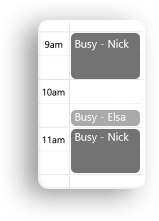 9am Busy - Nick
10am
Busy - Elsa
11am Busy - Nick